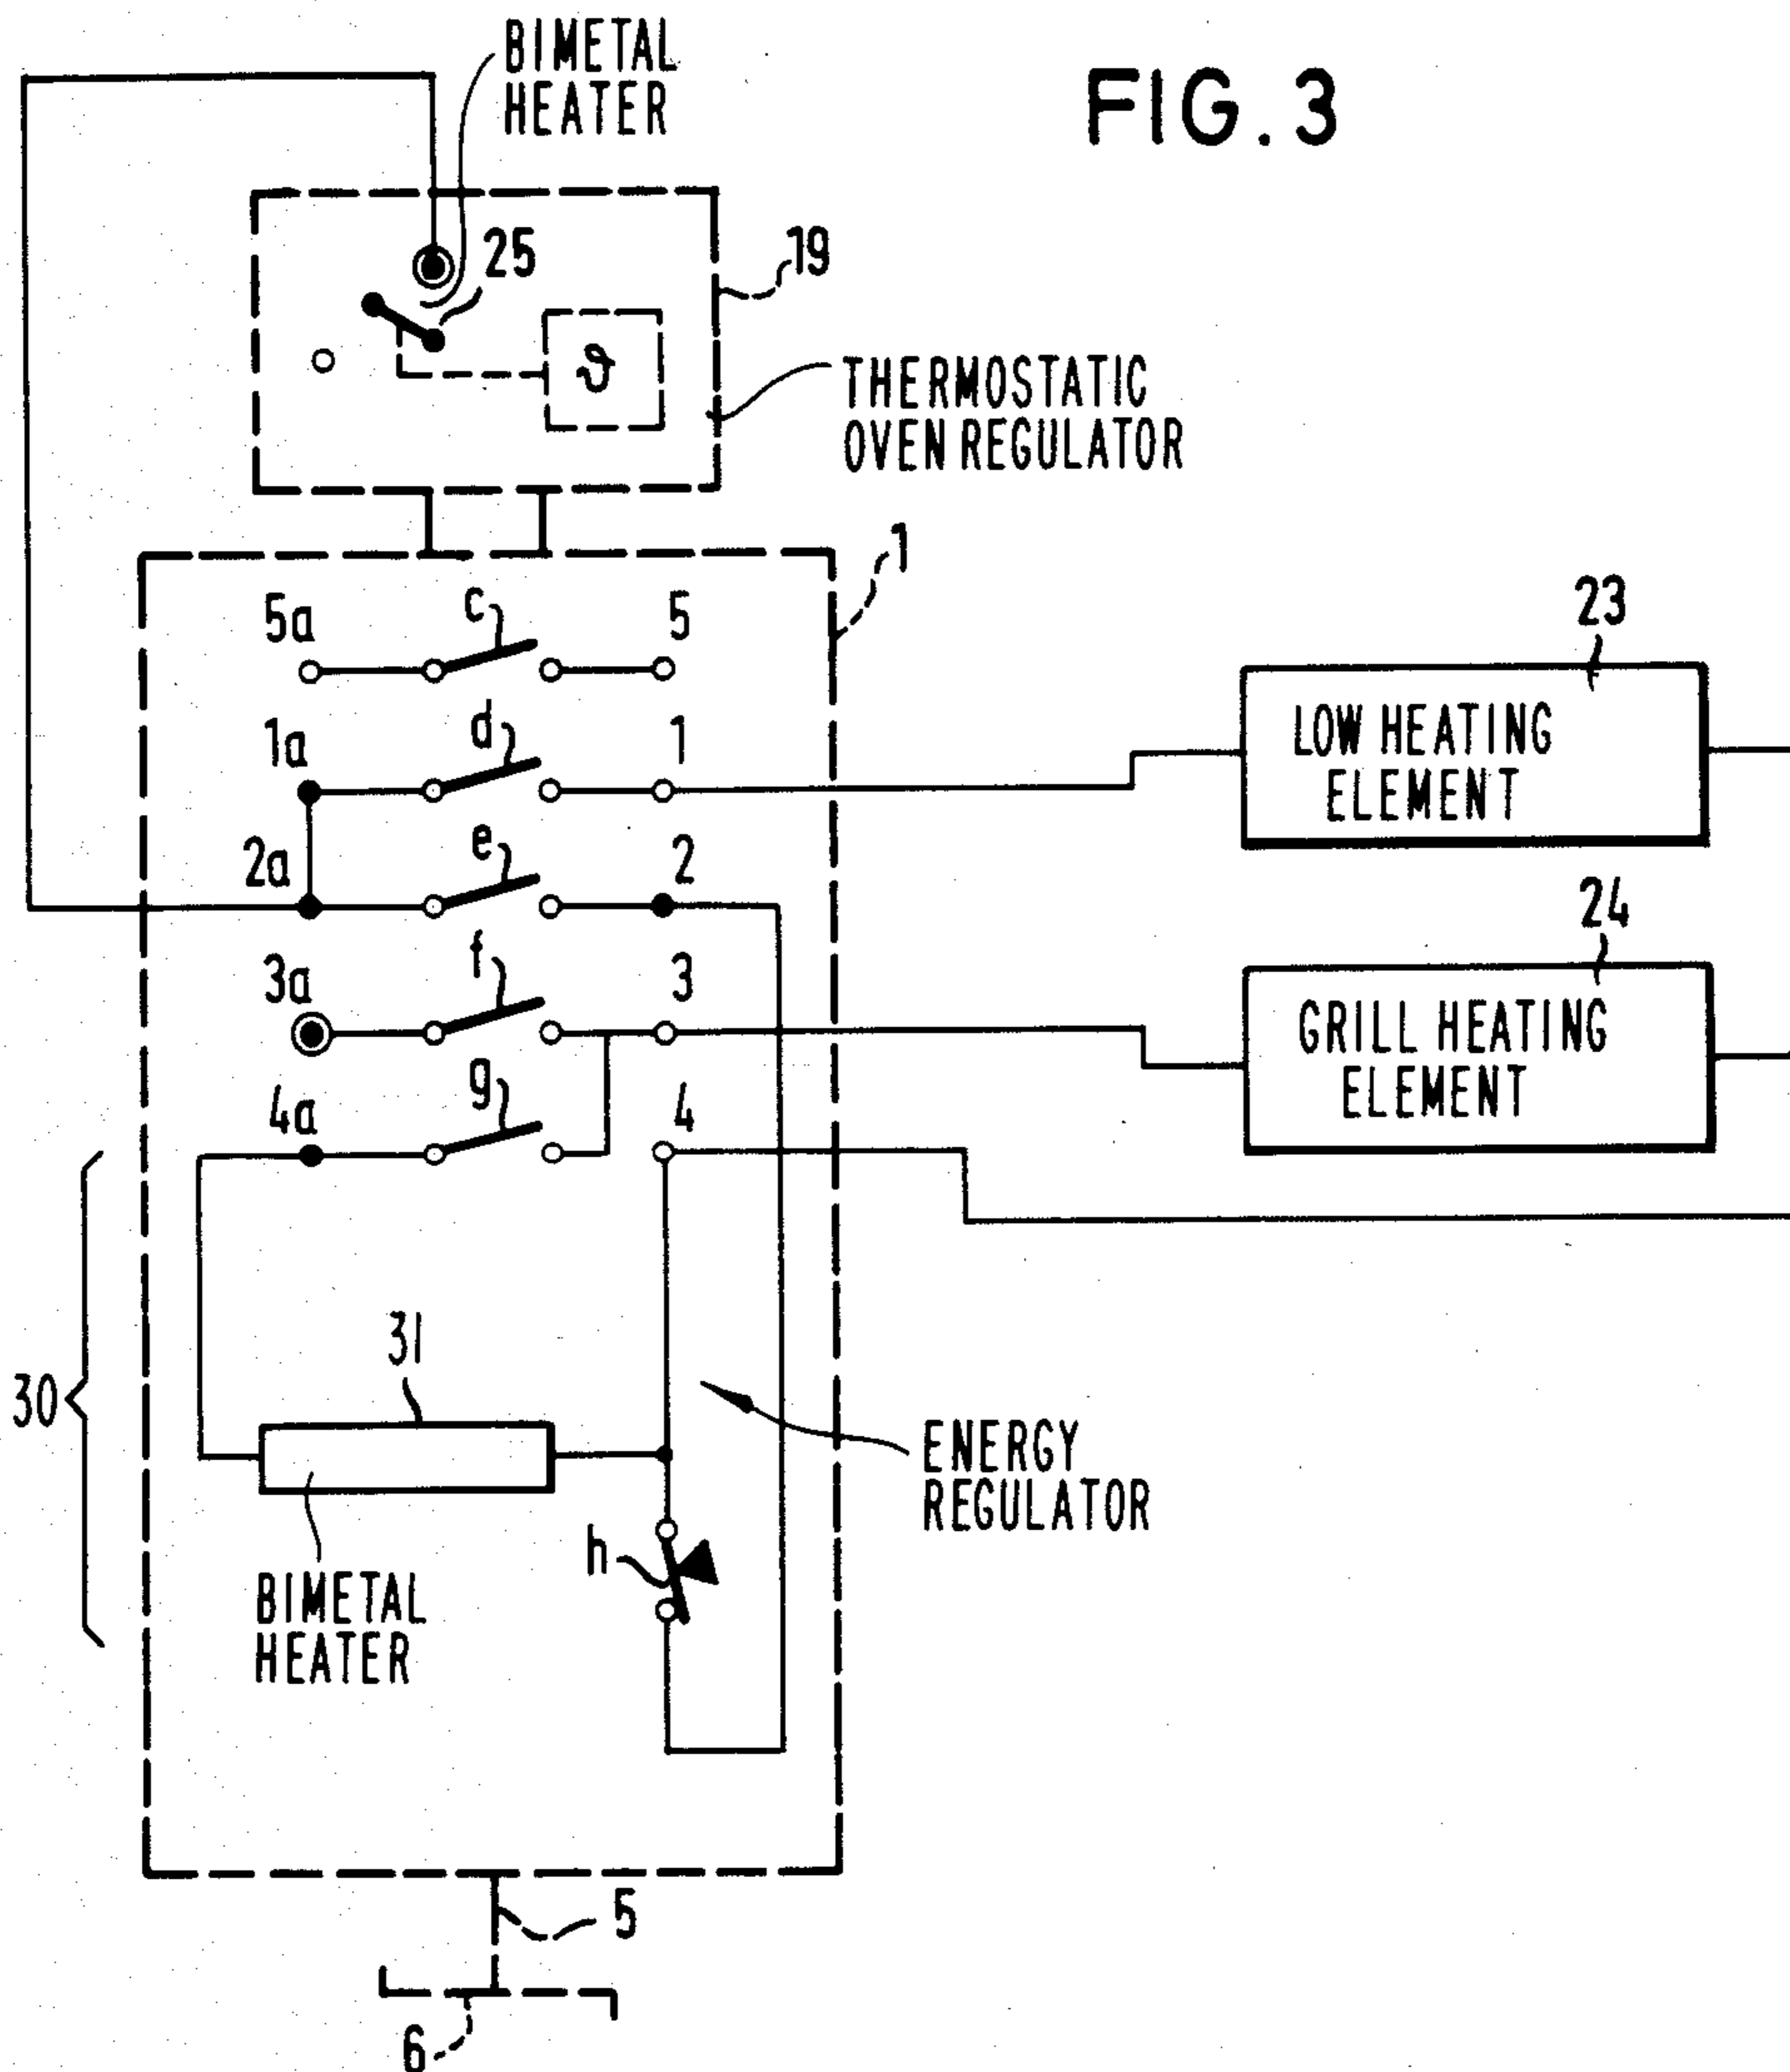 BIMETAL
HEATER
FIG. 3
25
19
ϑ
THERMOSTATIC
OVEN REGULATOR
1
5a
c
5
23
LOW HEATING
ELEMENT
1a
d
1
2a
e
2
24
GRILL HEATING
ELEMENT
3a
f
3
4a
g
4
31
30
ENERGY
REGULATOR
h
BIMETAL
HEATER
5
6